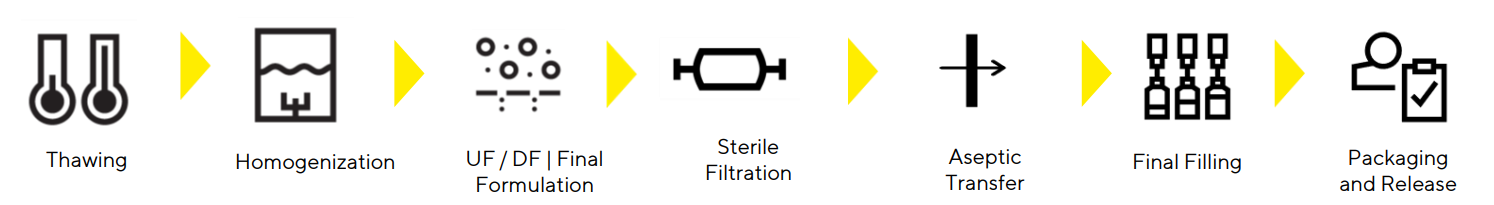 Thawing
Homogenization
UF / DF | Final
Formulation
Sterile
Filtration
Aseptic
Transfer
Final Filling
Packaging
and Release